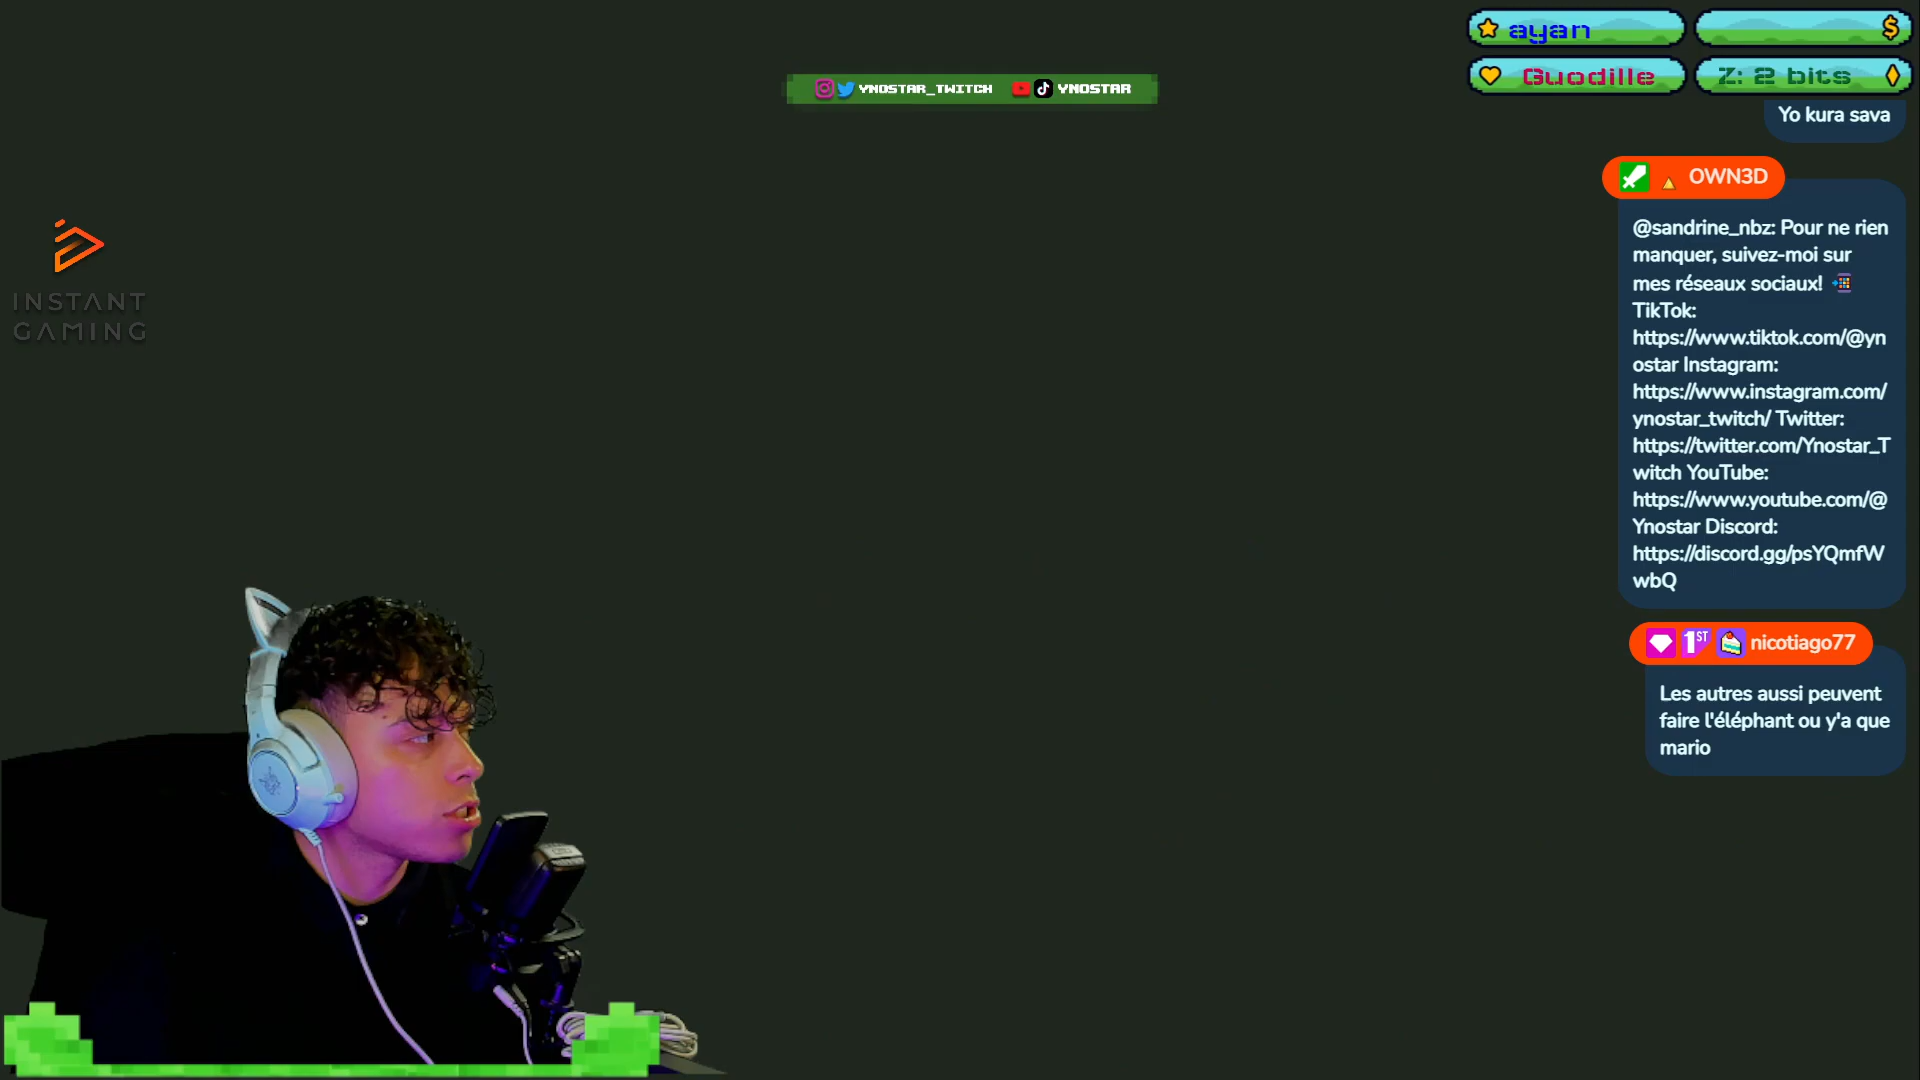 ayan
$
Guodille
Z: 2 bits
YNOSTAR_TWITCH
YNOSTAR
Yo kura sava
OWN3D
@sandrine_nbz: Pour ne rien
manquer, suivez-moi sur
mes réseaux sociaux! 📲
TikTok:
https://www.tiktok.com/@yn
ostar Instagram:
https://www.instagram.com/
ynostar_twitch/ Twitter:
https://twitter.com/Ynostar_T
witch YouTube:
https://www.youtube.com/@
Ynostar Discord:
https://discord.gg/psYQmfW
wbQ
1ST nicotiago77
Les autres aussi peuvent
faire l'éléphant ou y'a que
mario
INSTANT
GAMING